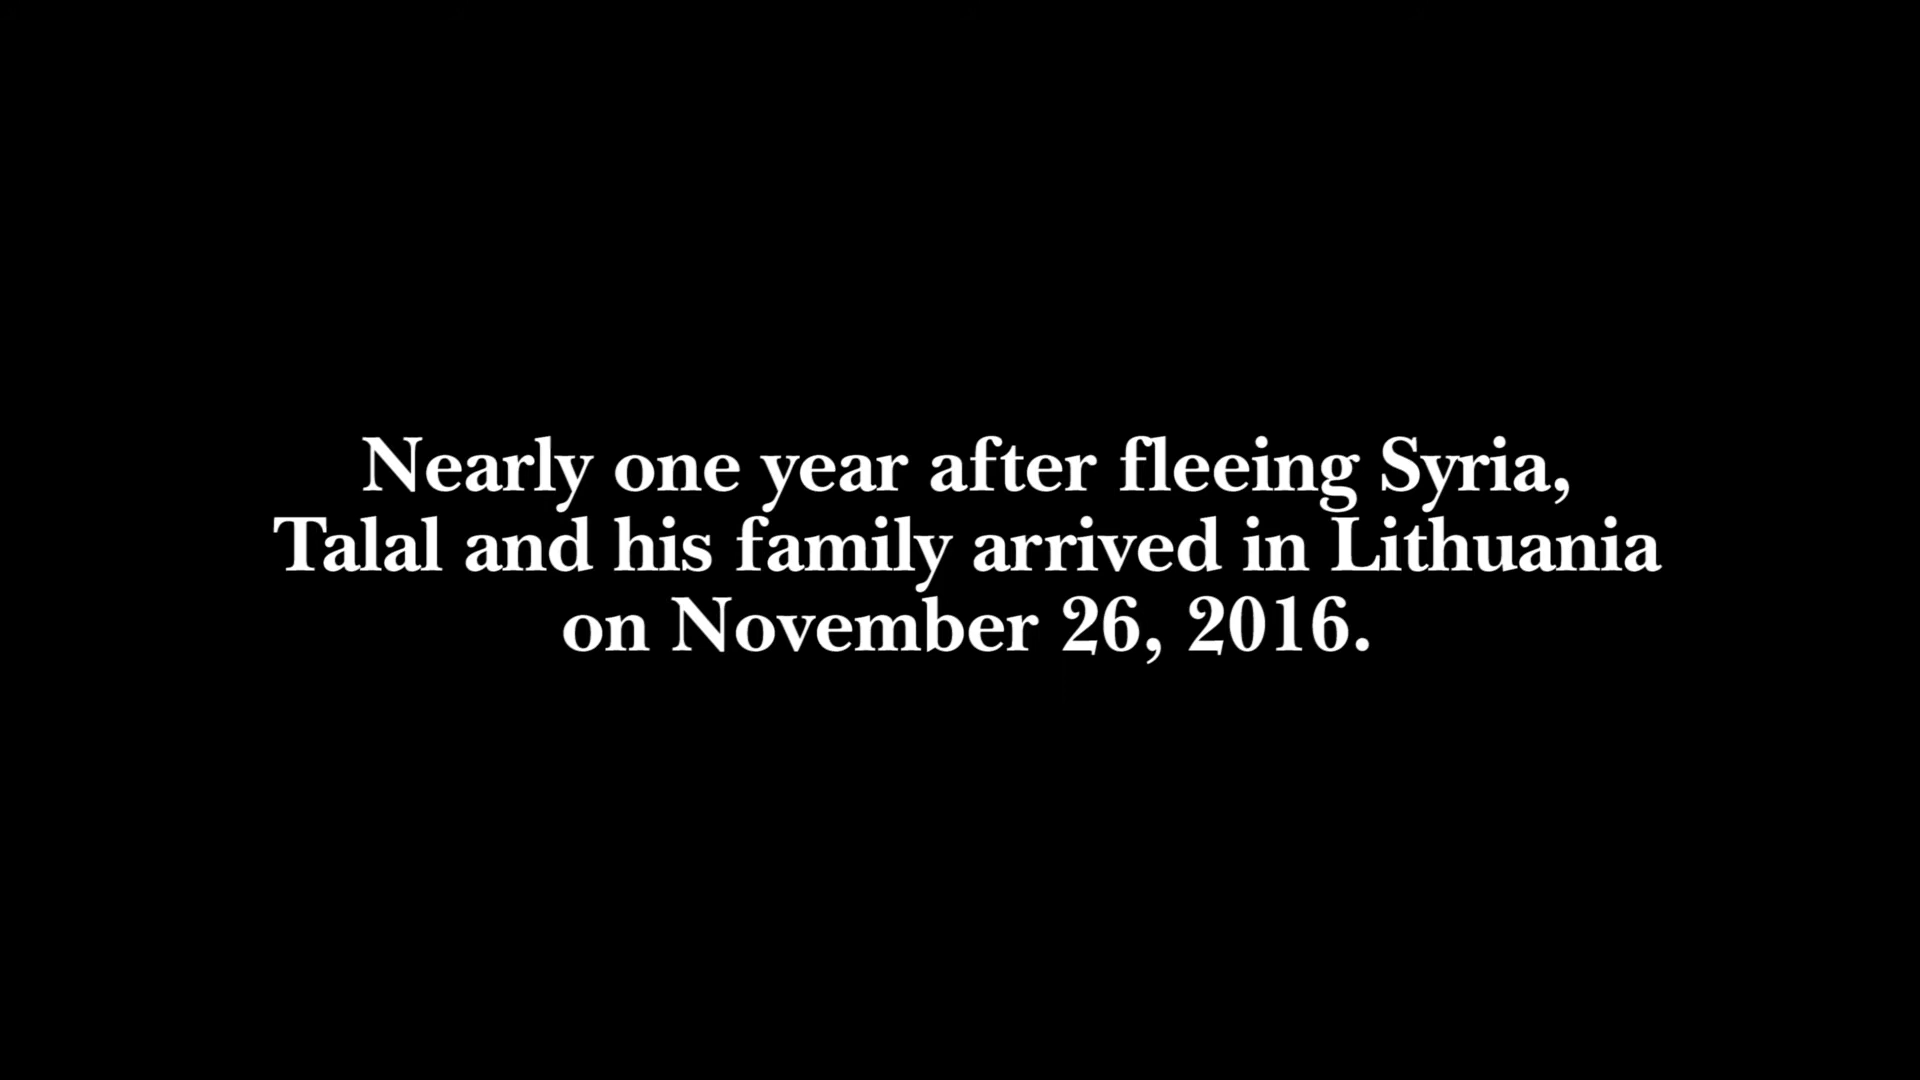 Nearly one year after fleeing Syria,
Talal and his family arrived in Lithuania
on November 26, 2016.